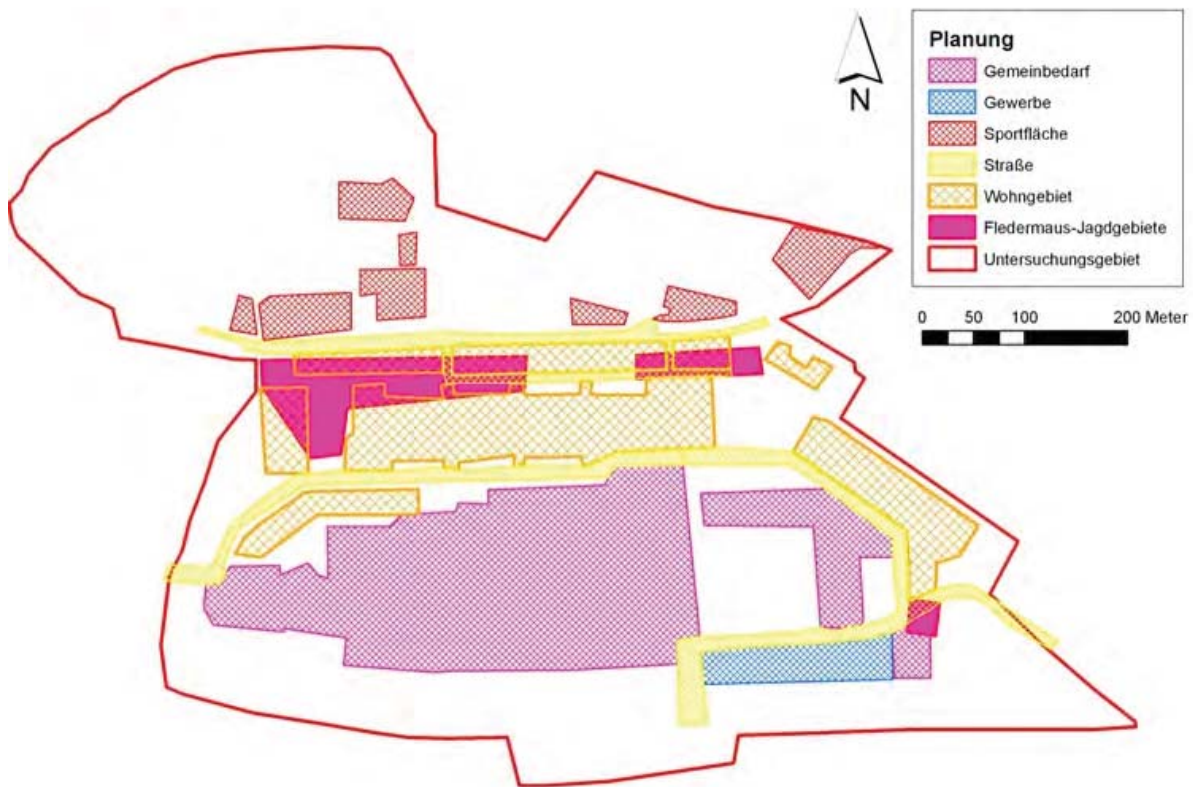 N
Planung
Gemeinbedarf
Gewerbe
Sportfläche
Straße
Wohngebiet
Fledermaus-Jagdgebiete
Untersuchungsgebiet
0 50 100 200 Meter